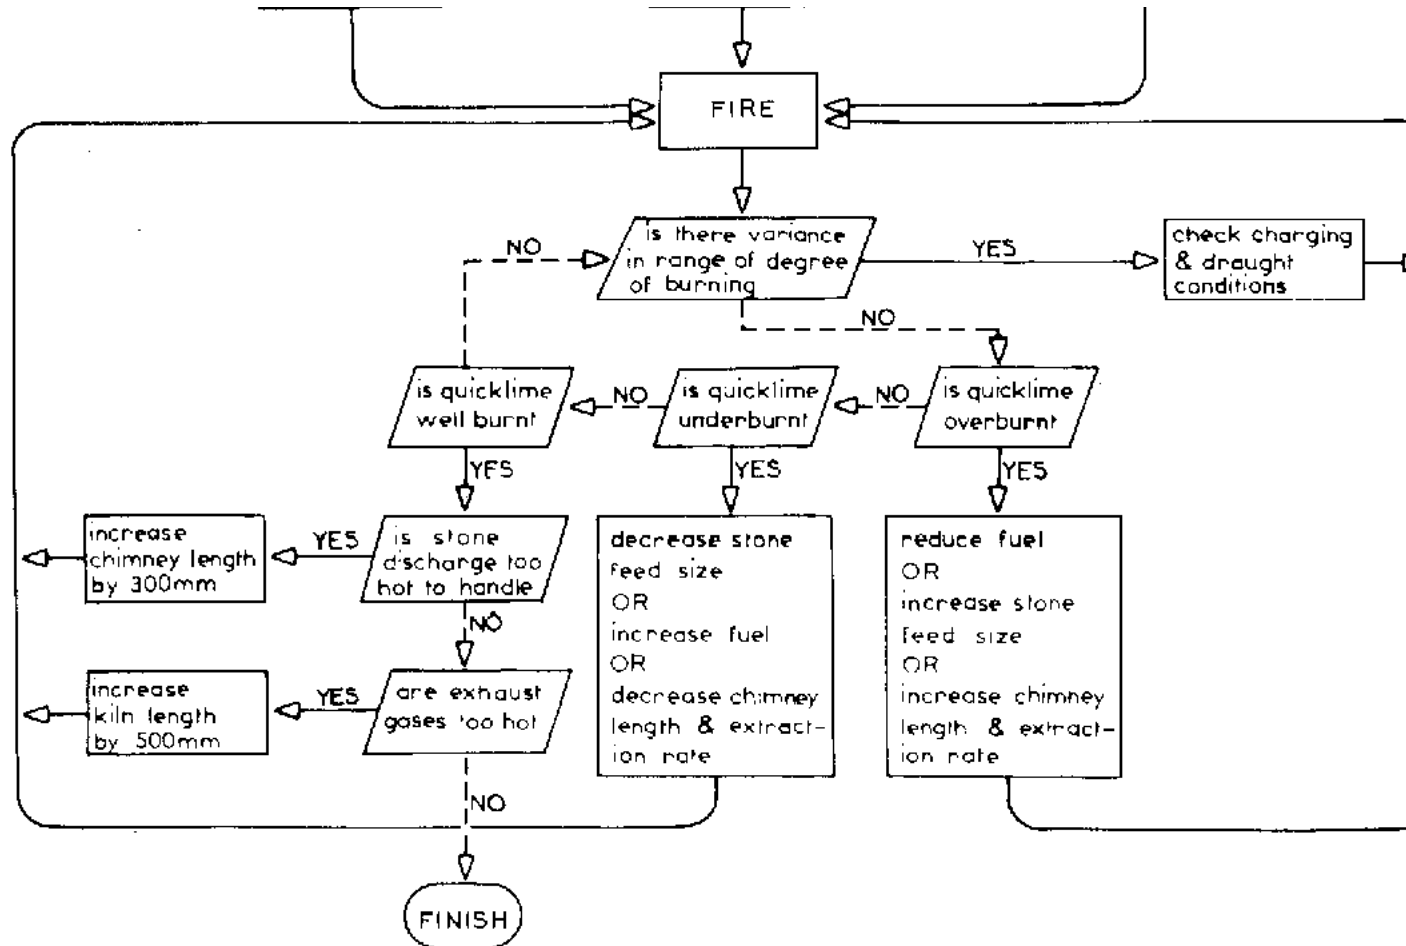 FIRE
is there variance
in range of degree
of burning
YES
check charging
& draught
conditions
NO
NO
is quicklime
well burnt
NO
is quicklime
underburnt
NO
is quicklime
overburnt
YES
YES
YES
increase
chimney length
by 300mm
YES
is stone
discharge too
hot to handle
decrease stone
feed size
OR
increase fuel
OR
decrease chimney
length & extract-
ion rate
reduce fuel
OR
increase stone
feed size
OR
increase chimney
length & extract-
ion rate
NO
increase
kiln length
by 500mm
YES
are exhaust
gases too hot
NO
FINISH